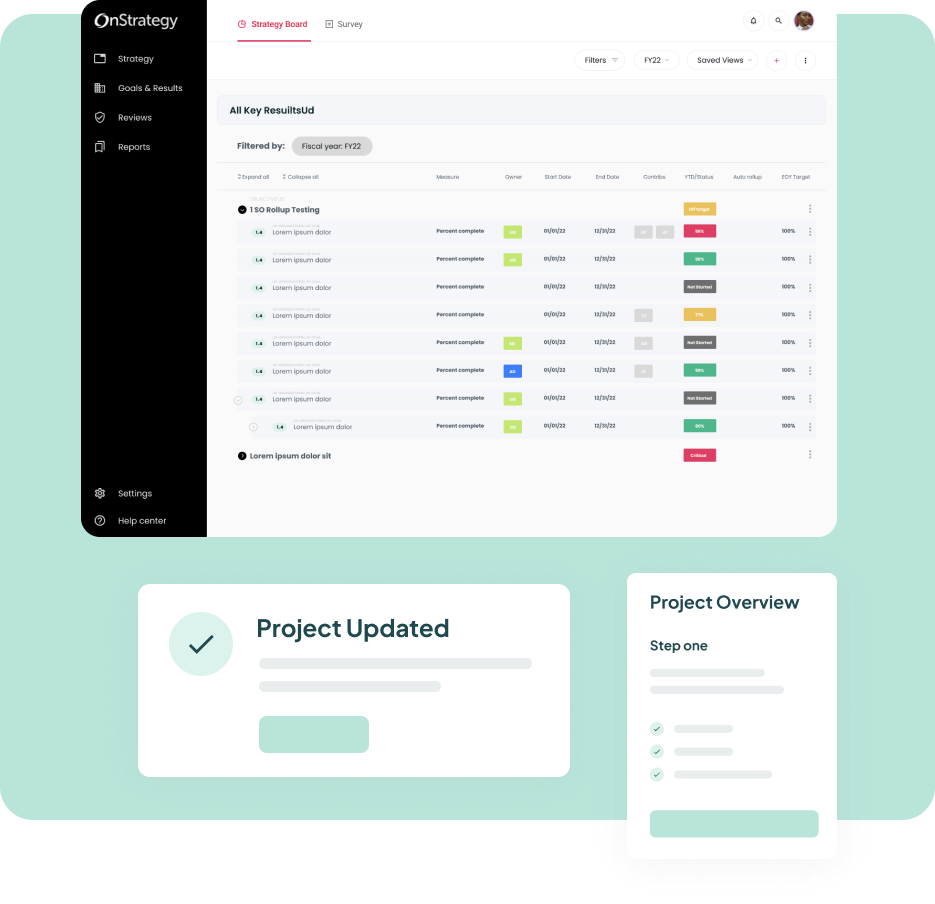 OnStrategy
Strategy Board
Survey
Strategy
Goals & Results
Reviews
Reports
Settings
Help center
Filters
FY22
Saved Views
All Key ResuiltsUd
Filtered by: Fiscal year: FY22
Expand all Collapse all Measure Owner Start Date End Date Contribs YTD/Status Auto rollup EOY Target
1 SO Rollup Testing
1.4 Lorem ipsum dolor Percent complete 01/01/22 12/31/22 100%
1.4 Lorem ipsum dolor Percent complete 01/01/22 12/31/22 100%
1.4 Lorem ipsum dolor Percent complete 01/01/22 12/31/22 Not Started 100%
1.4 Lorem ipsum dolor Percent complete 01/01/22 12/31/22 100%
1.4 Lorem ipsum dolor Percent complete 01/01/22 12/31/22 Not Started 100%
1.4 Lorem ipsum dolor Percent complete 01/01/22 12/31/22 100%
1.4 Lorem ipsum dolor Percent complete 01/01/22 12/31/22 Not Started 100%
1.4 Lorem ipsum dolor Percent complete 01/01/22 12/31/22 100%
Lorem ipsum dolor sit Critical
Project Updated
Project Overview
Step one